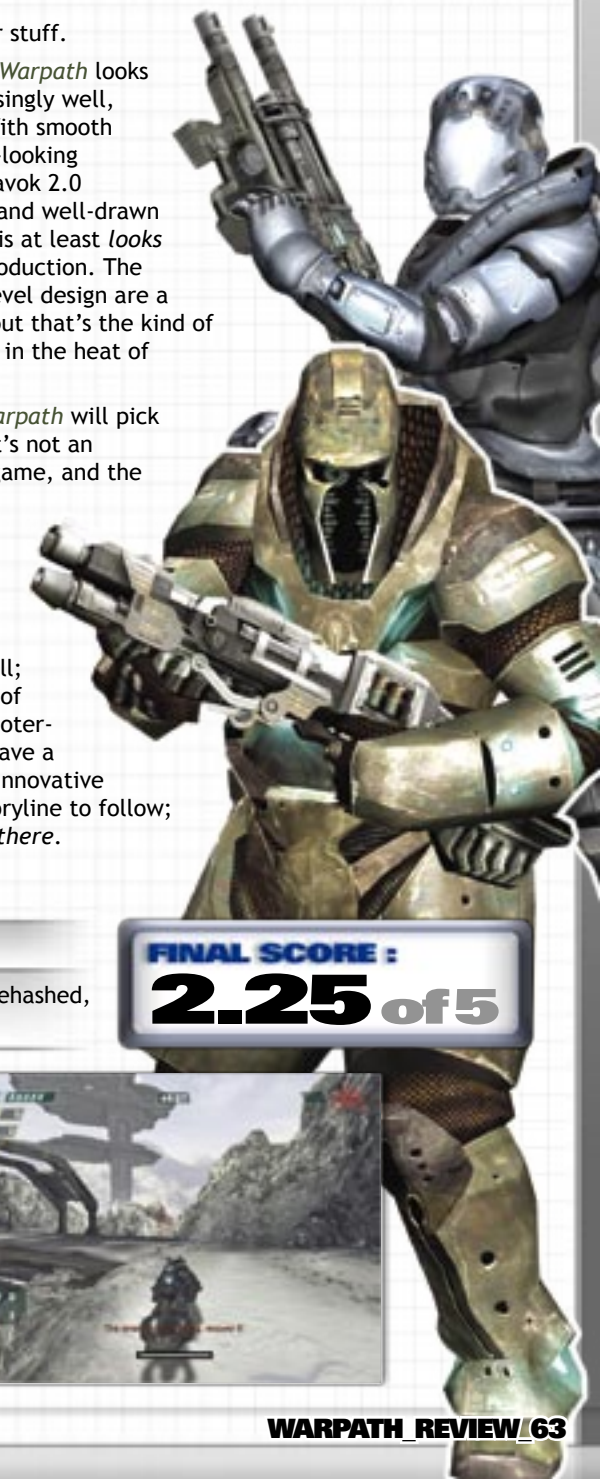 r stuff.
Warpath looks
singly well,
ith smooth
-looking
avok 2.0
and well-drawn
is at least looks
oduction. The
evel design are a
out that's the kind of
in the heat of
arpath will pick
t's not an
game, and the
ll;
of
oter-
ave a
nnovative
oryline to follow;
there.
FINAL SCORE :
2.25 of 5
ehashed,
WARPATH_REVIEW_63